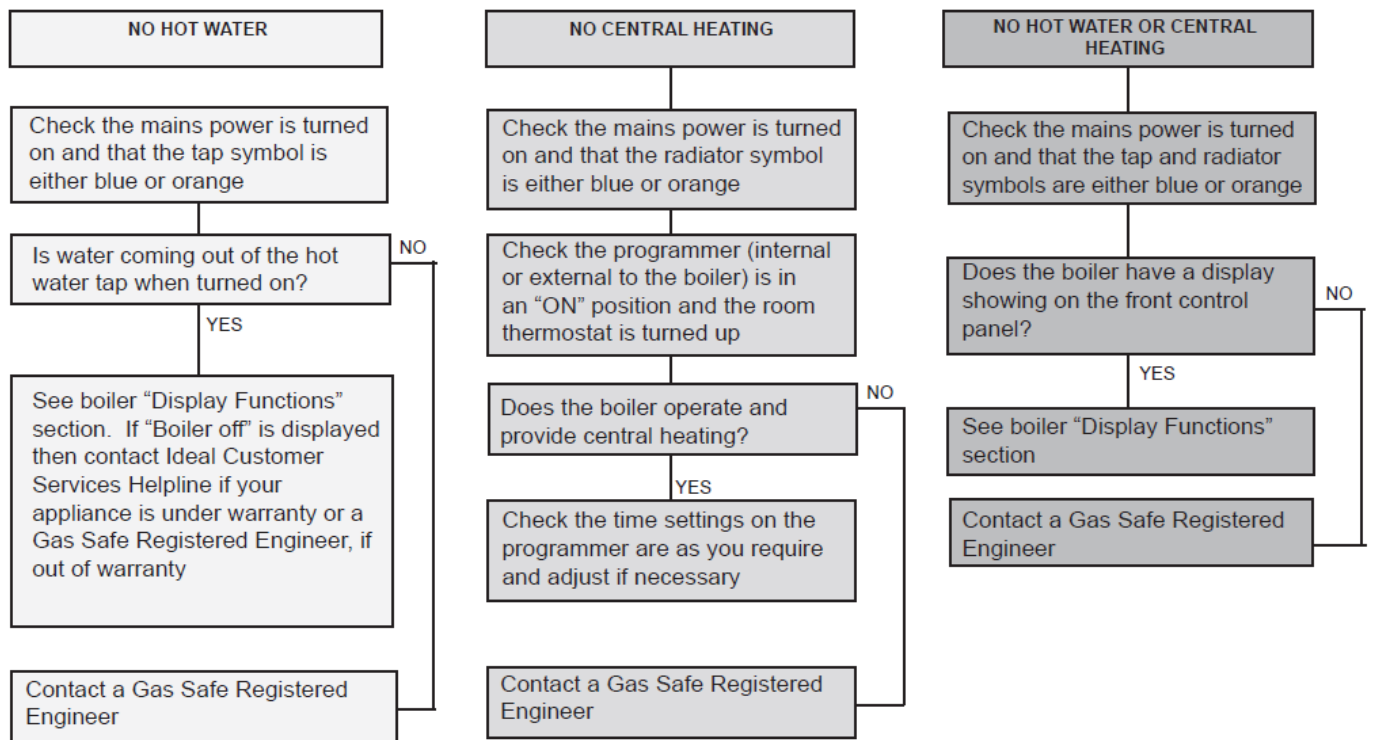 NO HOT WATER
Check the mains power is turned
on and that the tap symbol is
either blue or orange
Is water coming out of the hot
water tap when turned on?
NO
YES
See boiler “Display Functions”
section. If “Boiler off” is displayed
then contact Ideal Customer
Services Helpline if your
appliance is under warranty or a
Gas Safe Registered Engineer, if
out of warranty
Contact a Gas Safe Registered
Engineer
NO CENTRAL HEATING
Check the mains power is turned
on and that the radiator symbol
is either blue or orange
Check the programmer (internal
or external to the boiler) is in
an “ON” position and the room
thermostat is turned up
Does the boiler operate and
provide central heating?
NO
YES
Check the time settings on the
programmer are as you require
and adjust if necessary
Contact a Gas Safe Registered
Engineer
NO HOT WATER OR CENTRAL
HEATING
Check the mains power is turned
on and that the tap and radiator
symbols are either blue or orange
Does the boiler have a display
showing on the front control
panel?
NO
YES
See boiler “Display Functions”
section
Contact a Gas Safe Registered
Engineer